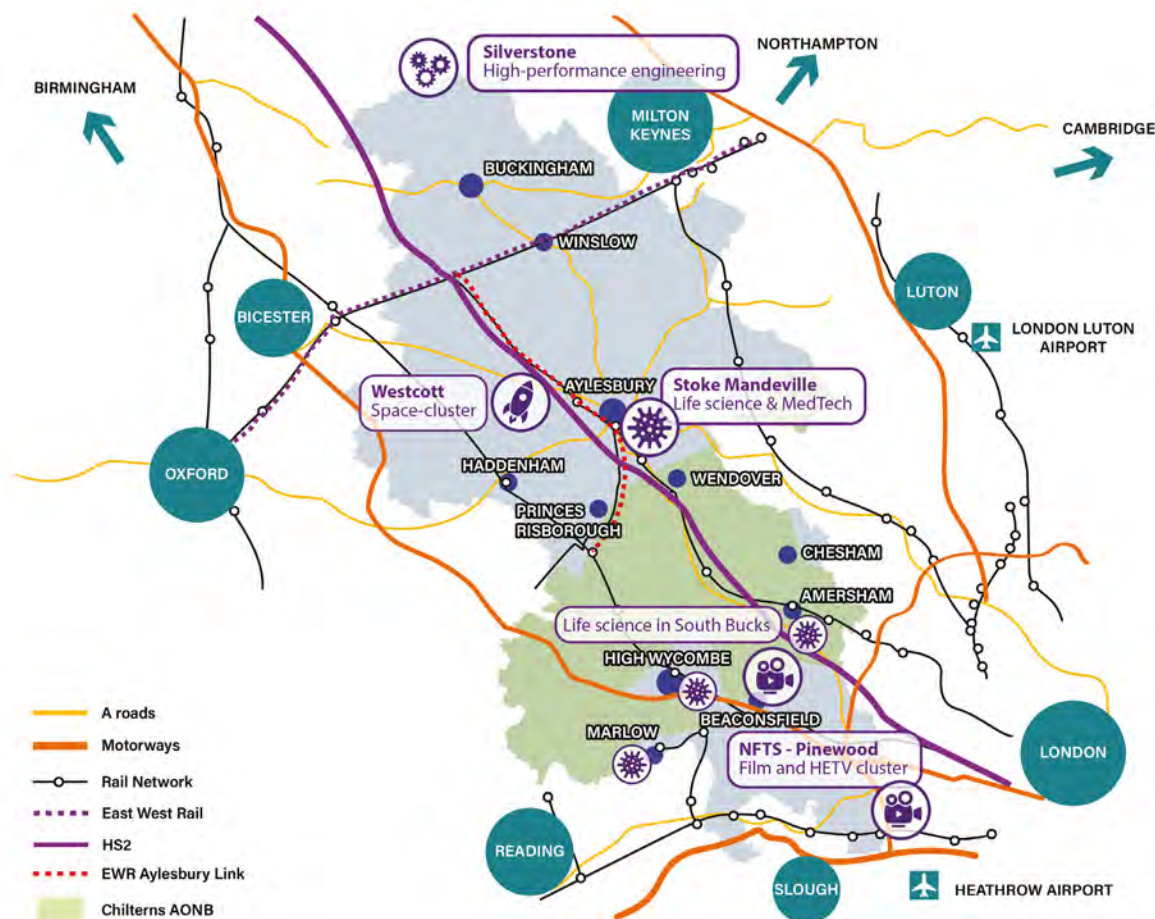 Silverstone
High-performance engineering
NORTHAMPTON
BIRMINGHAM
MILTON
KEYNES
CAMBRIDGE
BUCKINGHAM
WINSLOW
LUTON
BICESTER
LONDON LUTON
AIRPORT
Westcott
Space-cluster
AYLESBURY
Stoke Mandeville
Life science & MedTech
OXFORD
HADDENHAM
WENDOVER
PRINCES
RISBOROUGH
CHESHAM
AMERSHAM
Life science in South Bucks
HIGH WYCOMBE
BEACONSFIELD
MARLOW
NFTS - Pinewood
Film and HETV cluster
LONDON
READING
SLOUGH
HEATHROW AIRPORT
A roads
Motorways
Rail Network
East West Rail
HS2
EWR Aylesbury Link
Chilterns AONB